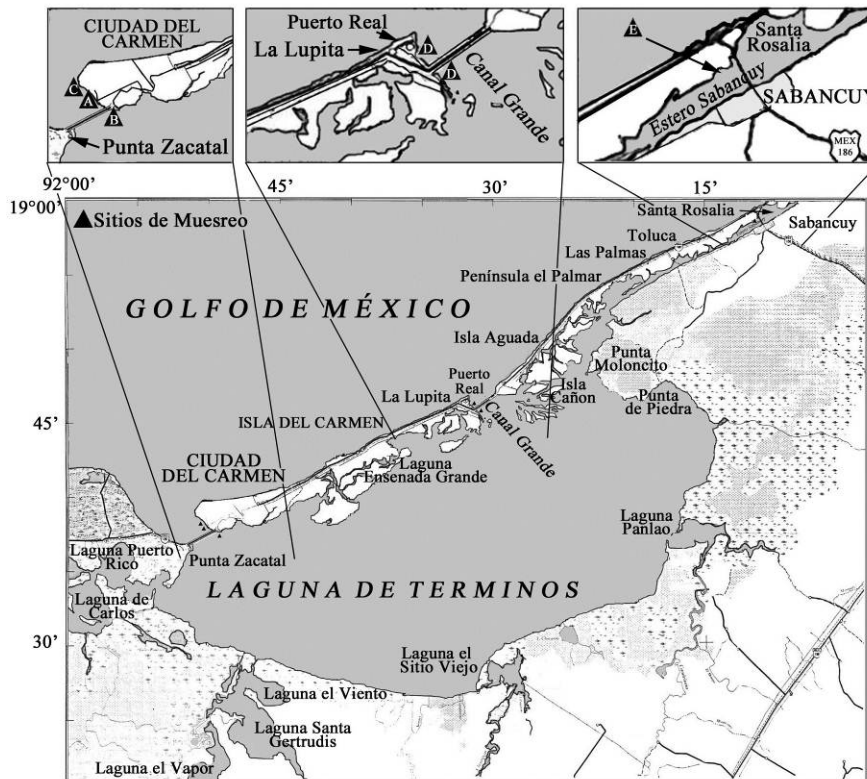 CIUDAD DEL
CARMEN
C
A
B
Punta Zacatal
Puerto Real
La Lupita
D
D
Canal Grande
E
Santa
Rosalia
Estero Sabancuy
SABANCUY
MEX
186
92°00'
45'
30'
15'
19°00'
Sitios de Muesreo
Santa Rosalia
Sabancuy
Toluca
Las Palmas
Península el Palmar
GOLFO DE MÉXICO
Isla Aguada
Punta
Moloncito
Puerto
Real
Isla
Cañon
Punta
de Piedra
La Lupita
45'
ISLA DEL CARMEN
Canal Grande
CIUDAD
DEL CARMEN
Laguna
Ensenada Grande
Laguna
Panlao
Laguna Puerto
Rico
Punta Zacatal
LAGUNA DE TERMINOS
Laguna de
Carlos
30'
Laguna el
Sitio Viejo
Laguna el Viento
Laguna Santa
Gertrudis
Laguna el Vapor